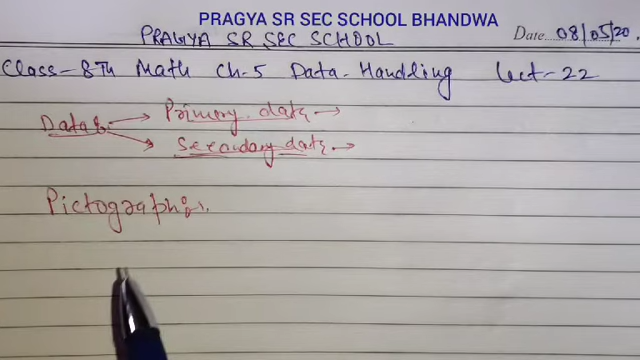 PRAGYA SR SEC SCHOOL BHANDWA
PRAGYA SR SEC SCHOOL Date 08/05/20.
Class-8Th Math Ch-5 Data-Handling Lect-22
Data:- → Primary data →
→ Secondary data →
Pictograph:-